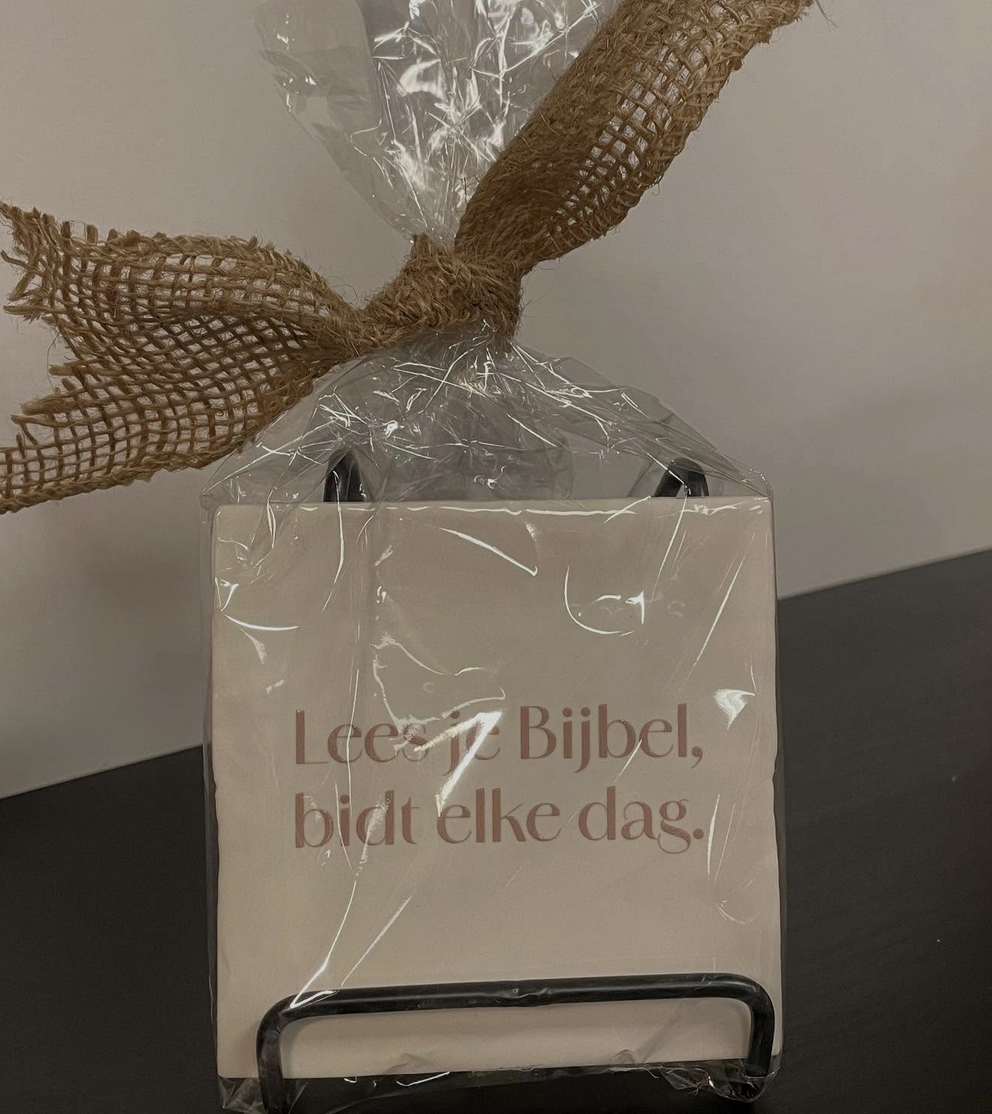 Lees je Bijbel,
bidt elke dag.